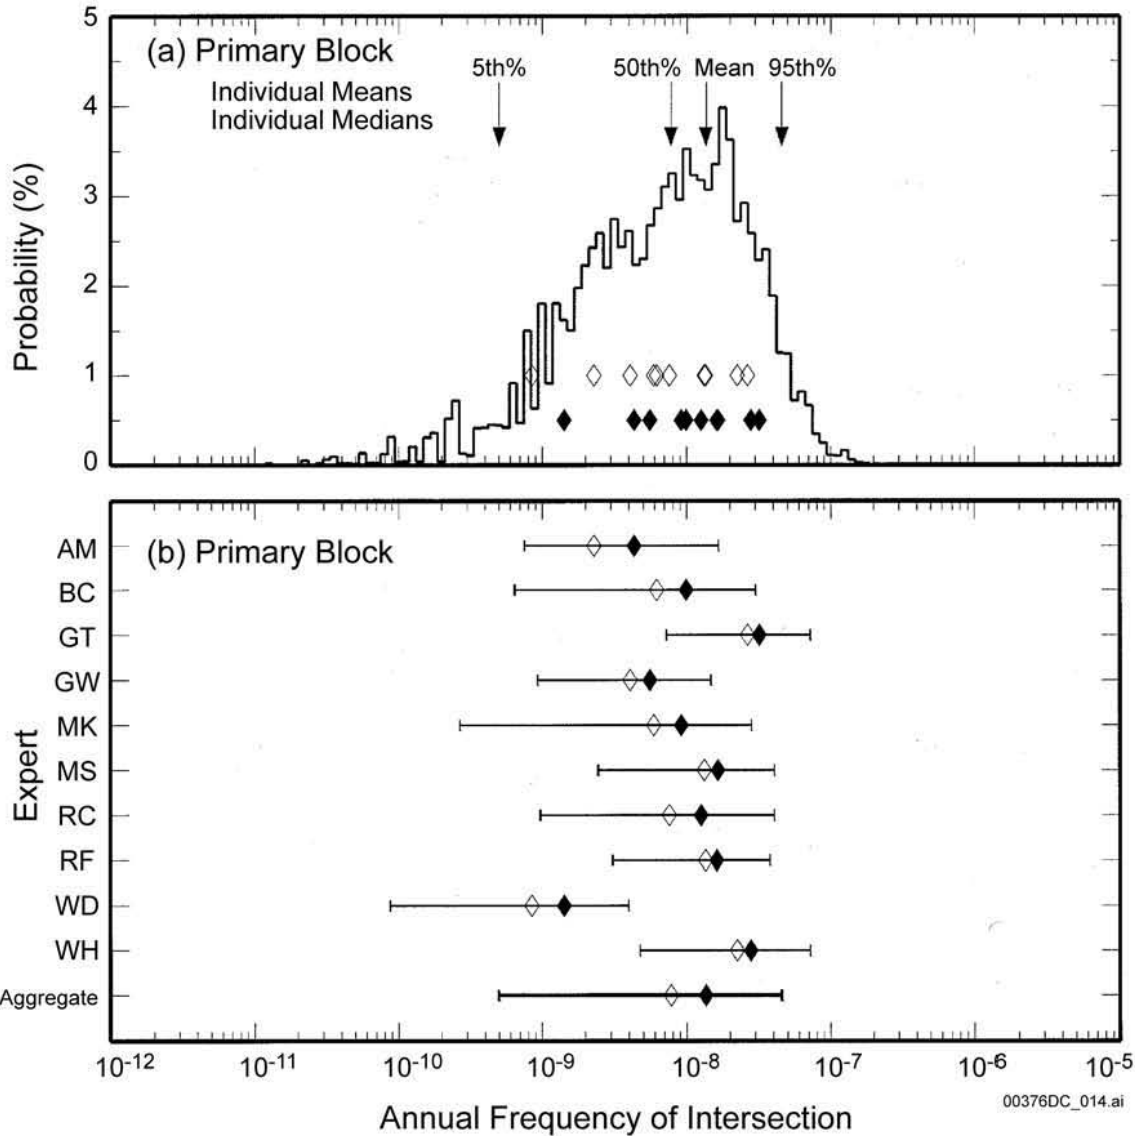 (a) Primary Block
Individual Means
Individual Medians
5th%
50th%
Mean
95th%
Probability (%)
5
4
3
2
1
0
(b) Primary Block
Expert
AM
BC
GT
GW
MK
MS
RC
RF
WD
WH
Aggregate
10-12
10-11
10-10
10-9
10-8
10-7
10-6
10-5
Annual Frequency of Intersection
00376DC_014.ai